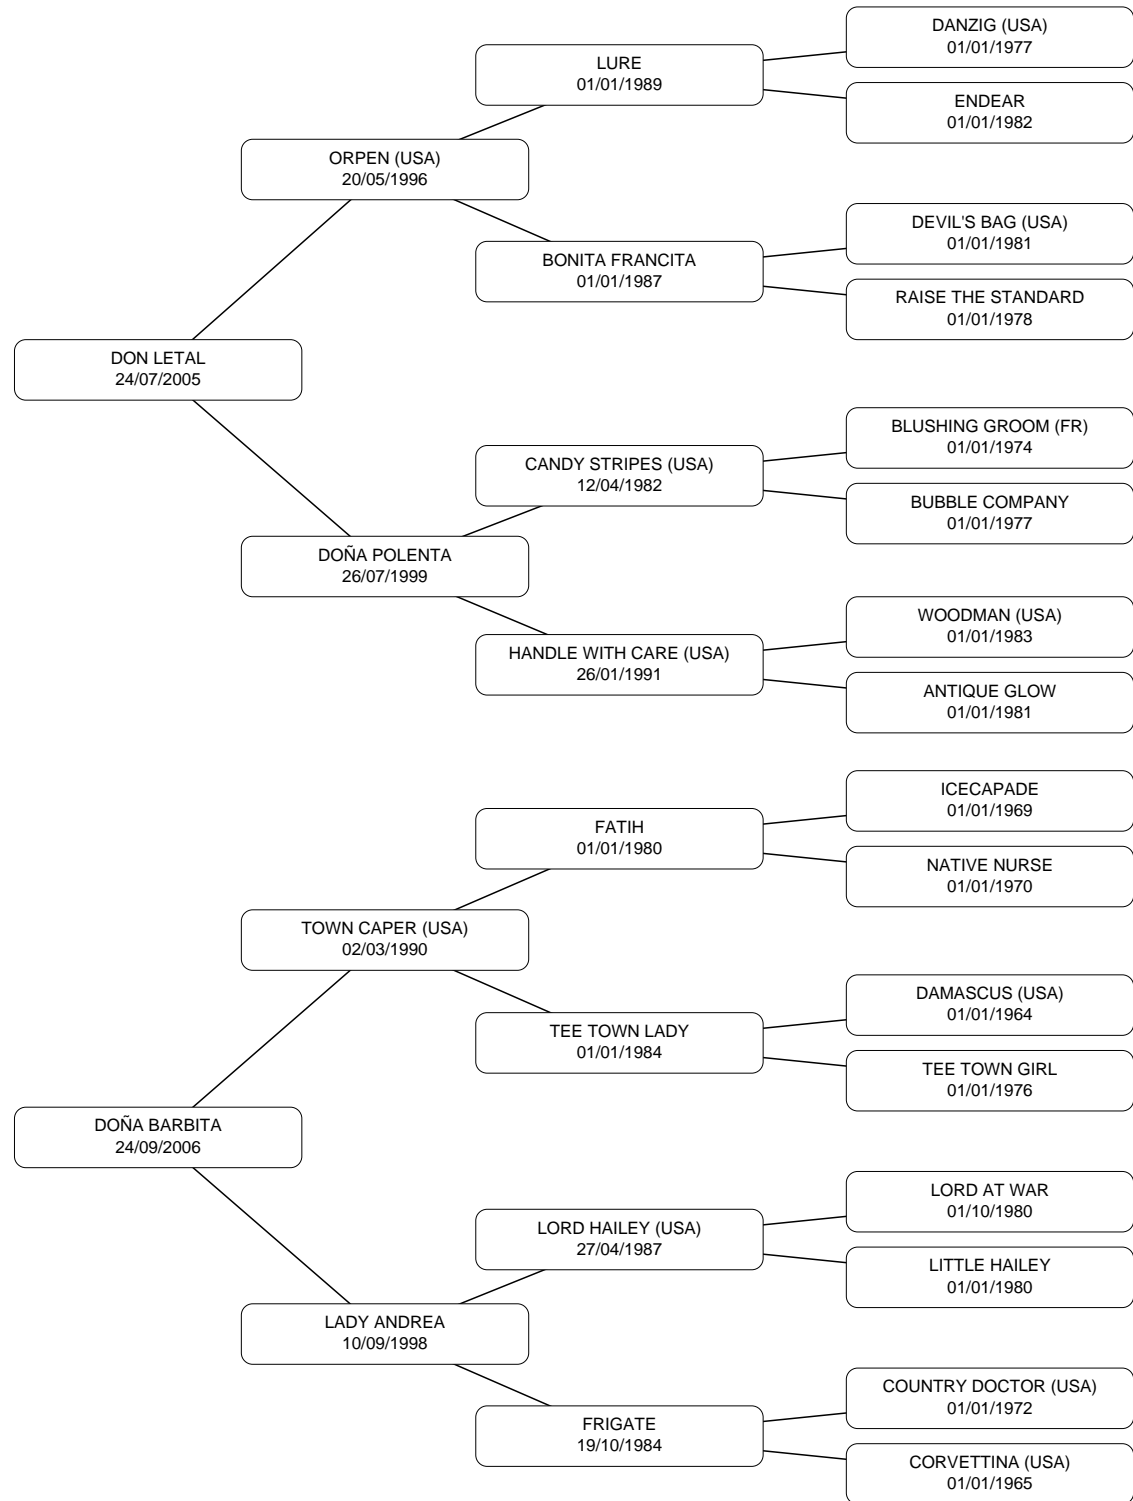 DANZIG (USA)
01/01/1977
LURE
01/01/1989
ENDEAR
01/01/1982
ORPEN (USA)
20/05/1996
DEVIL'S BAG (USA)
01/01/1981
BONITA FRANCITA
01/01/1987
RAISE THE STANDARD
01/01/1978
DON LETAL
24/07/2005
BLUSHING GROOM (FR)
01/01/1974
CANDY STRIPES (USA)
12/04/1982
BUBBLE COMPANY
01/01/1977
DOÑA POLENTA
26/07/1999
WOODMAN (USA)
01/01/1983
HANDLE WITH CARE (USA)
26/01/1991
ANTIQUE GLOW
01/01/1981
ICECAPADE
01/01/1969
FATIH
01/01/1980
NATIVE NURSE
01/01/1970
TOWN CAPER (USA)
02/03/1990
DAMASCUS (USA)
01/01/1964
TEE TOWN LADY
01/01/1984
TEE TOWN GIRL
01/01/1976
DOÑA BARBITA
24/09/2006
LORD AT WAR
01/10/1980
LORD HAILEY (USA)
27/04/1987
LITTLE HAILEY
01/01/1980
LADY ANDREA
10/09/1998
COUNTRY DOCTOR (USA)
01/01/1972
FRIGATE
19/10/1984
CORVETTINA (USA)
01/01/1965